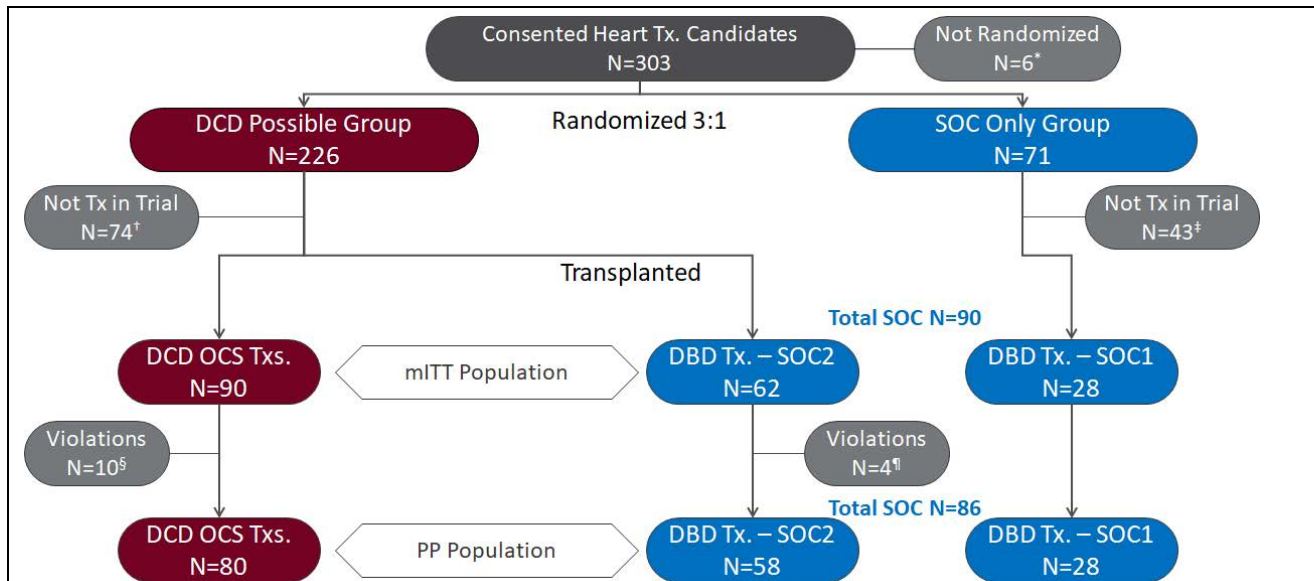 Consented Heart Tx. Candidates
N=303
Not Randomized
N=6*
DCD Possible Group
N=226
Randomized 3:1
SOC Only Group
N=71
Not Tx in Trial
N=74†
Not Tx in Trial
N=43‡
Transplanted
Total SOC N=90
DCD OCS Txs.
N=90
mITT Population
DBD Tx. – SOC2
N=62
DBD Tx. – SOC1
N=28
Violations
N=10§
Violations
N=4¶
Total SOC N=86
DCD OCS Txs.
N=80
PP Population
DBD Tx. – SOC2
N=58
DBD Tx. – SOC1
N=28